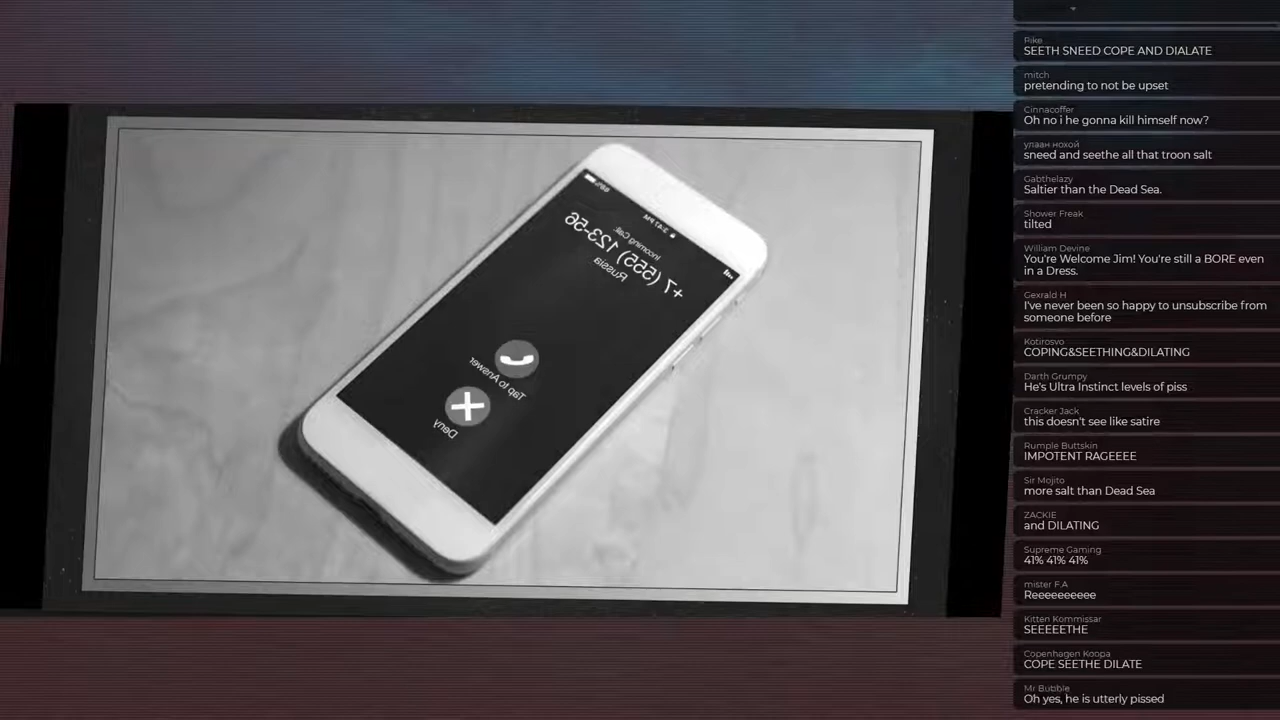 68%
3:47 PM
Incoming Call:
+7 (555) 123-56
Russia
Tap to Answer
Deny
Rike
SEETH SNEED COPE AND DIALATE
mitch
pretending to not be upset
Cinnacoffer
Oh no i he gonna kill himself now?
улаан нохой
sneed and seethe all that troon salt
Gabthelazy
Saltier than the Dead Sea.
Shower Freak
tilted
William Devine
You're Welcome Jim! You're still a BORE even
in a Dress.
Gexrald H
I've never been so happy to unsubscribe from
someone before
Kotirosvo
COPING&SEETHING&DILATING
Darth Grumpy
He's Ultra Instinct levels of piss
Cracker Jack
this doesn't see like satire
Rumple Buttskin
IMPOTENT RAGEEEE
Sir Mojito
more salt than Dead Sea
ZACKIE
and DILATING
Supreme Gaming
41% 41% 41%
mister F.A
Reeeeeeeeee
Kitten Kommissar
SEEEEETHE
Copenhagen Koopa
COPE SEETHE DILATE
Mr Bubble
Oh yes, he is utterly pissed